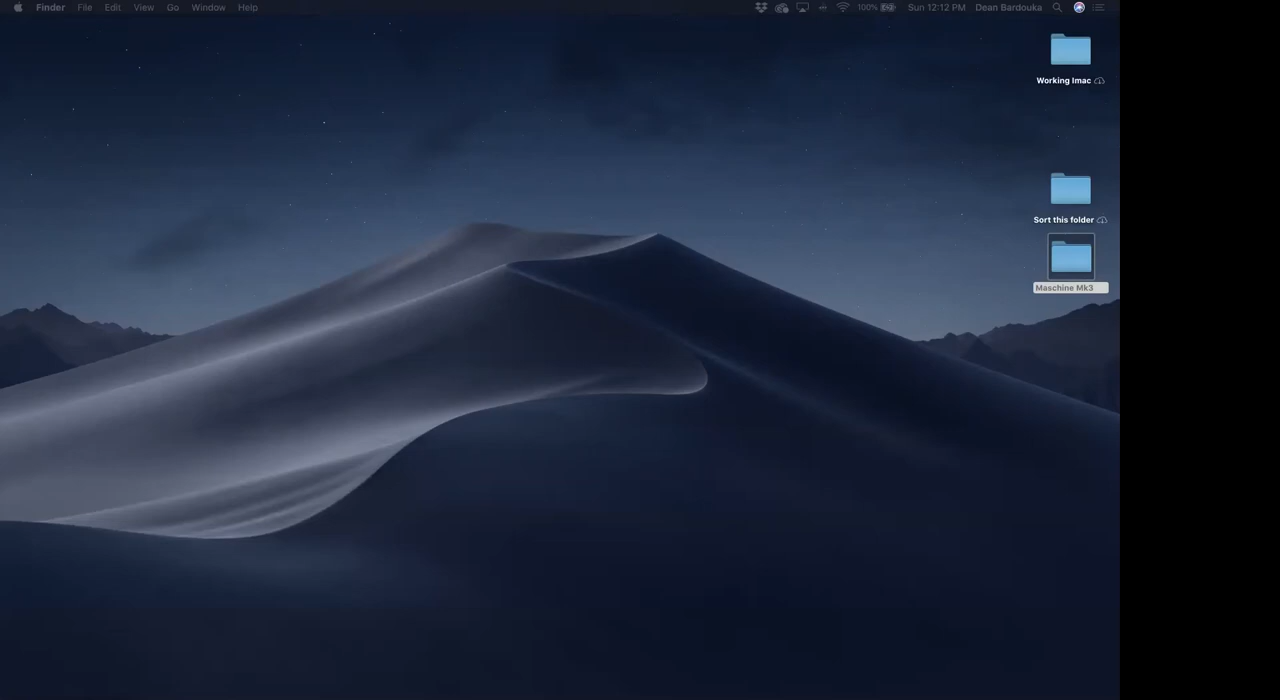 Finder File Edit View Go Window Help 100% Sun 12:12 PM Dean Bardouka
Working Imac
Sort this folder
Maschine Mk3